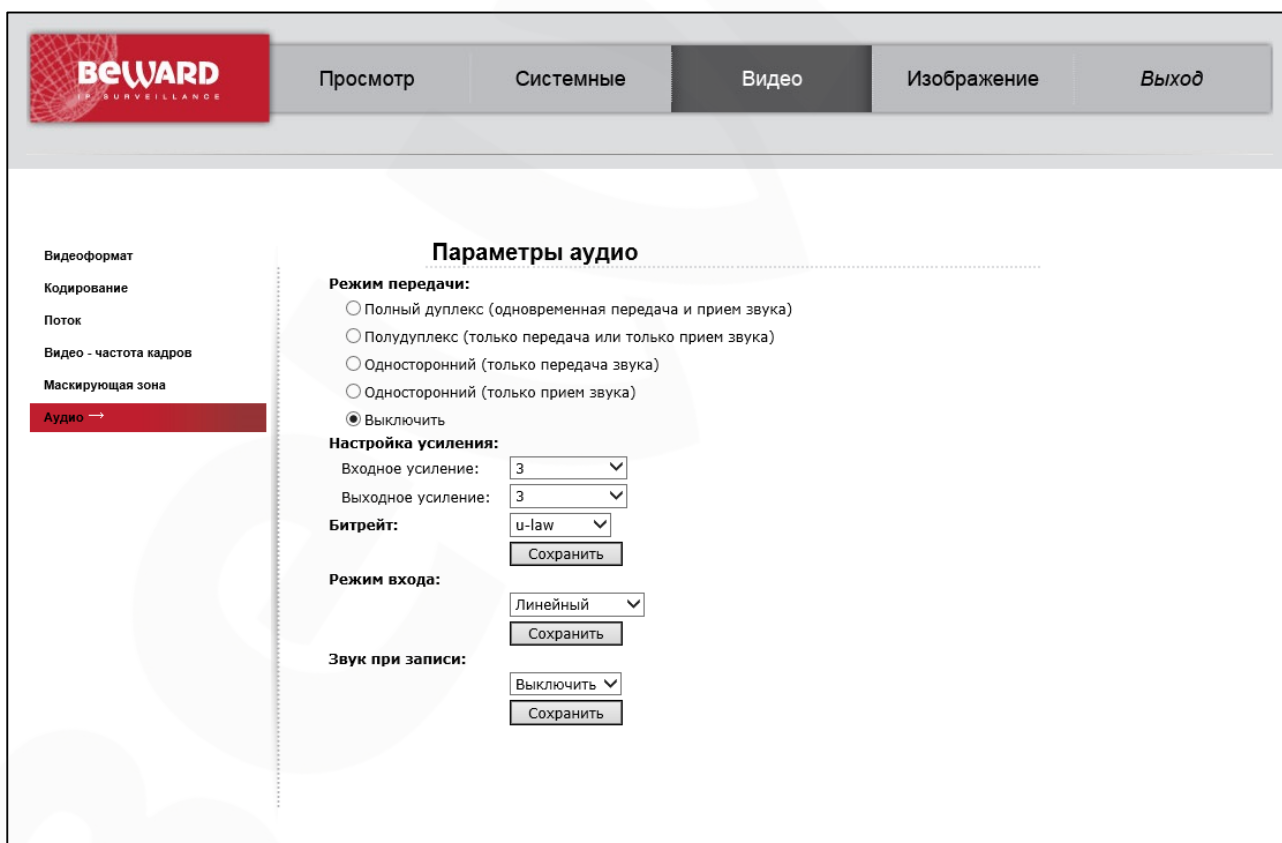 BEWARD
IP SURVEILLANCE
Просмотр
Системные
Видео
Изображение
Выход
Видеоформат
Кодирование
Поток
Видео - частота кадров
Маскирующая зона
Аудио →
Параметры аудио
Режим передачи:
Полный дуплекс (одновременная передача и прием звука)
Полудуплекс (только передача или только прием звука)
Односторонний (только передача звука)
Односторонний (только прием звука)
Выключить
Настройка усиления:
Входное усиление: 3
Выходное усиление: 3
Битрейт: u-law
Сохранить
Режим входа:
Линейный
Сохранить
Звук при записи:
Выключить
Сохранить